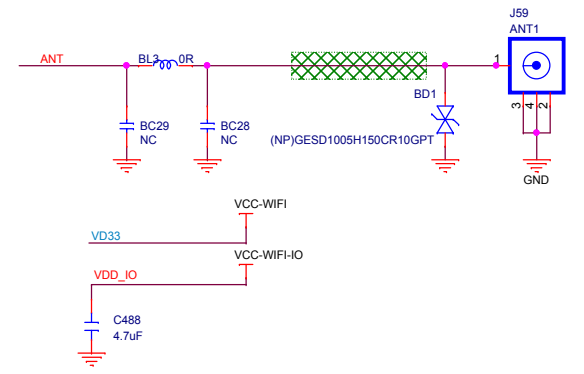 J59
ANT1
ANT
BL3 0R
1
BD1
BC29
NC
BC28
NC
(NP)GESD1005H150CR10GPT
3
4
2
GND
VCC-WIFI
VD33
VCC-WIFI-IO
VDD_IO
C488
4.7uF